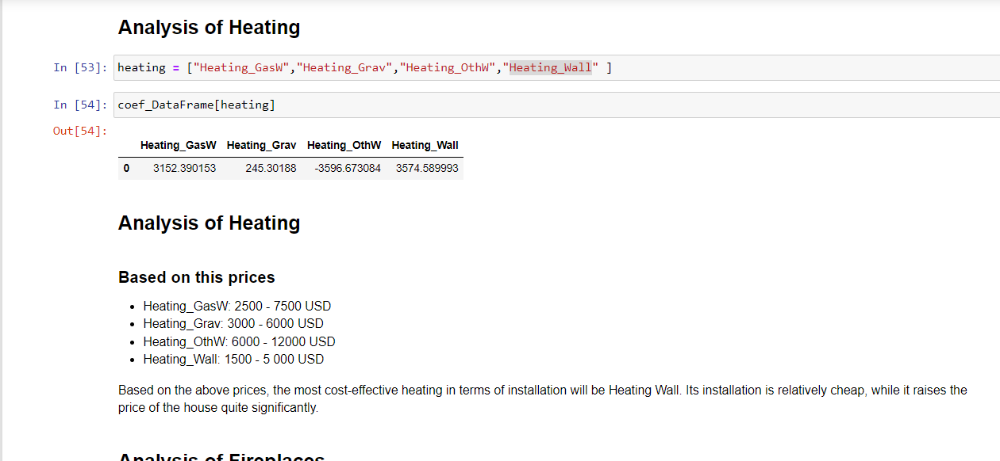 Analysis of Heating
In [53]: heating = ["Heating_GasW","Heating_Grav","Heating_OthW","Heating_Wall" ]
In [54]: coef_DataFrame[heating]
Out[54]:
Heating_GasW Heating_Grav Heating_OthW Heating_Wall
0 3152.390153 245.30188 -3596.673084 3574.589993
Analysis of Heating
Based on this prices
• Heating_GasW: 2500 - 7500 USD
• Heating_Grav: 3000 - 6000 USD
• Heating_OthW: 6000 - 12000 USD
• Heating_Wall: 1500 - 5 000 USD
Based on the above prices, the most cost-effective heating in terms of installation will be Heating Wall. Its installation is relatively cheap, while it raises the
price of the house quite significantly.
Analysis of Fireplaces